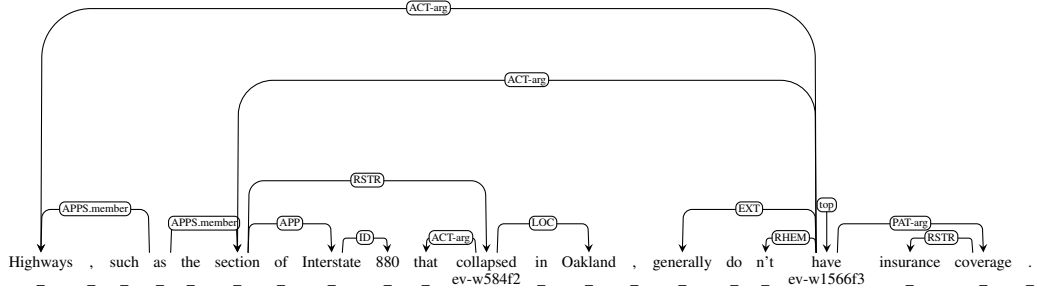 ACT-arg
ACT-arg
RSTR
APPS.member APPS.member APP EXT top PAT-arg
ID ACT-arg LOC RHEM RSTR
Highways , such as the section of Interstate 880 that collapsed in Oakland , generally do n't have insurance coverage .
_ _ _ _ _ _ _ _ _ _ ev-w584f2 _ _ _ _ _ _ ev-w1566f3 _ _ _